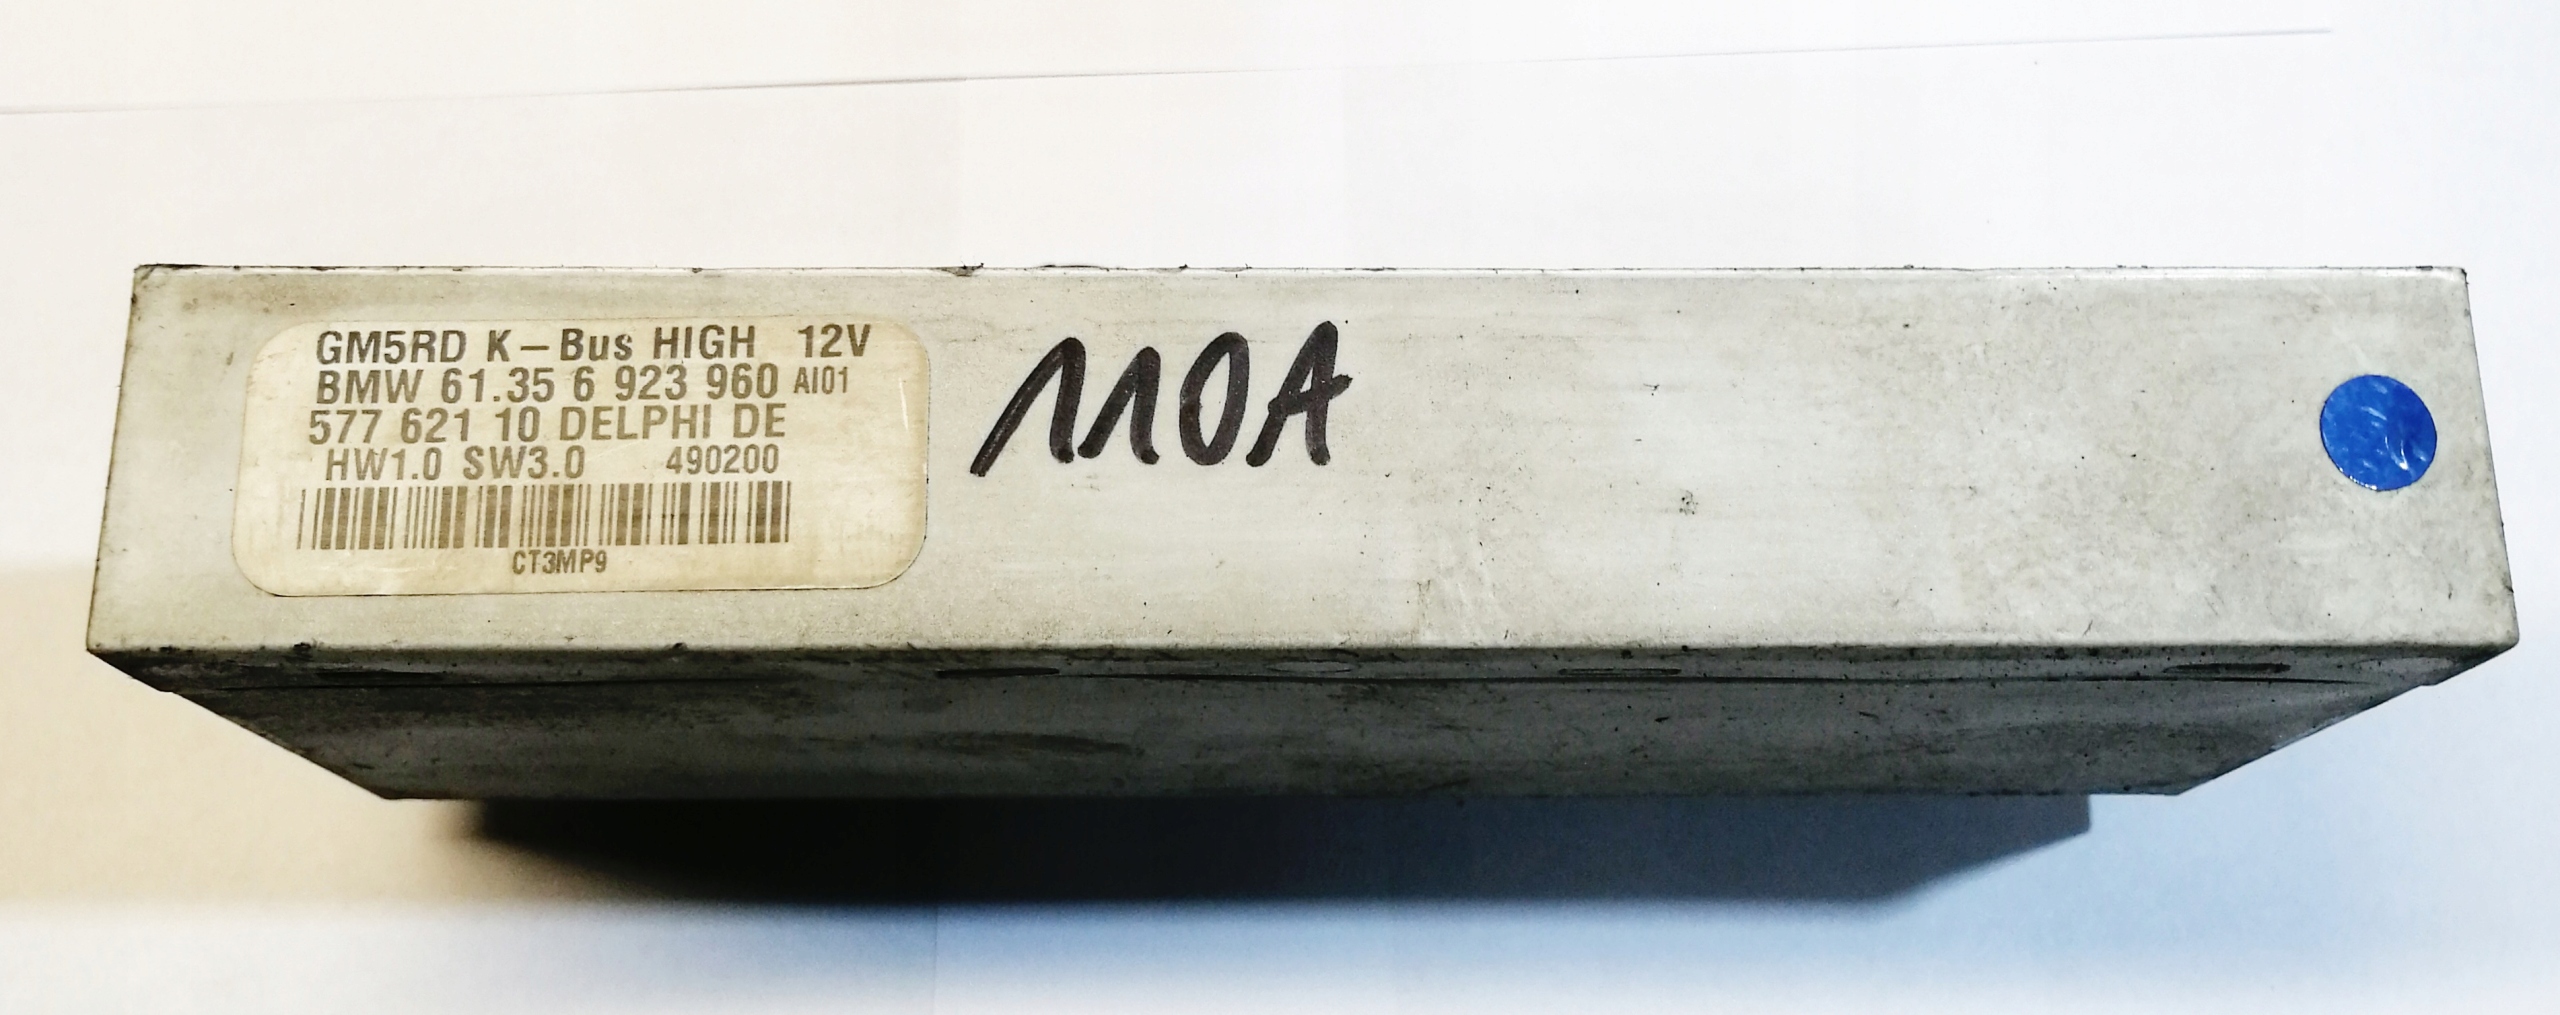 GM5RD K-Bus HIGH 12V
BMW 61.35 6 923 960 AI01
577 621 10 DELPHI DE
HW1.0 SW3.0 490200
CT3MP9
110A